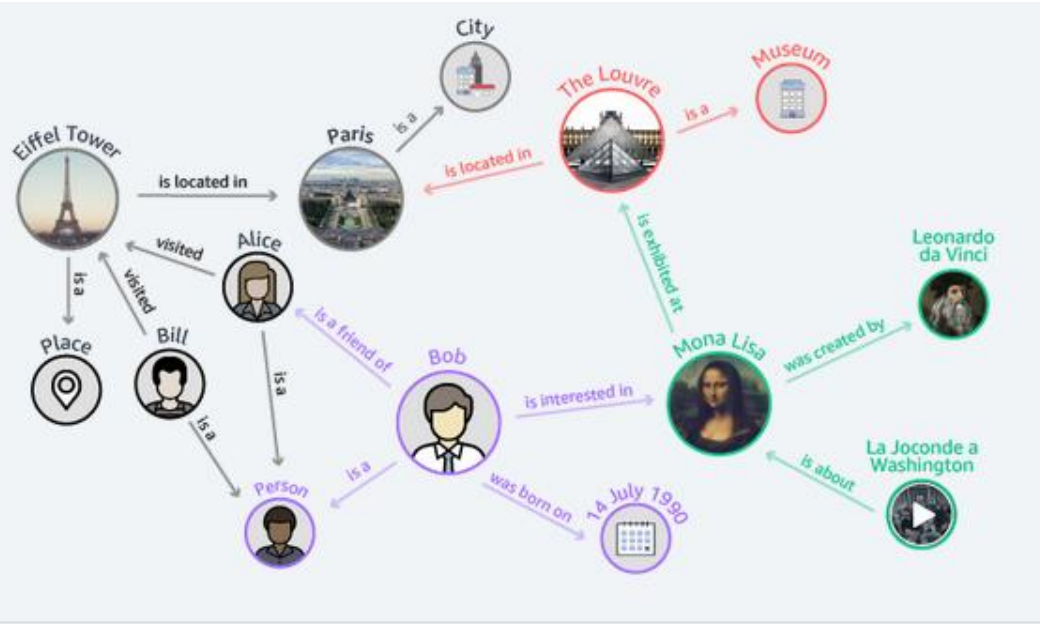 City
Museum
The Louvre
is a
is a
Eiffel Tower
Paris
is located in
is located in
visited
Alice
is exhibited at
Leonardo
da Vinci
is a
visited
Place
Bill
is a friend of
Bob
Mona Lisa
was created by
is a
is interested in
is a
La Joconde a
Washington
is about
Person
is a
was born on
14 July 1990